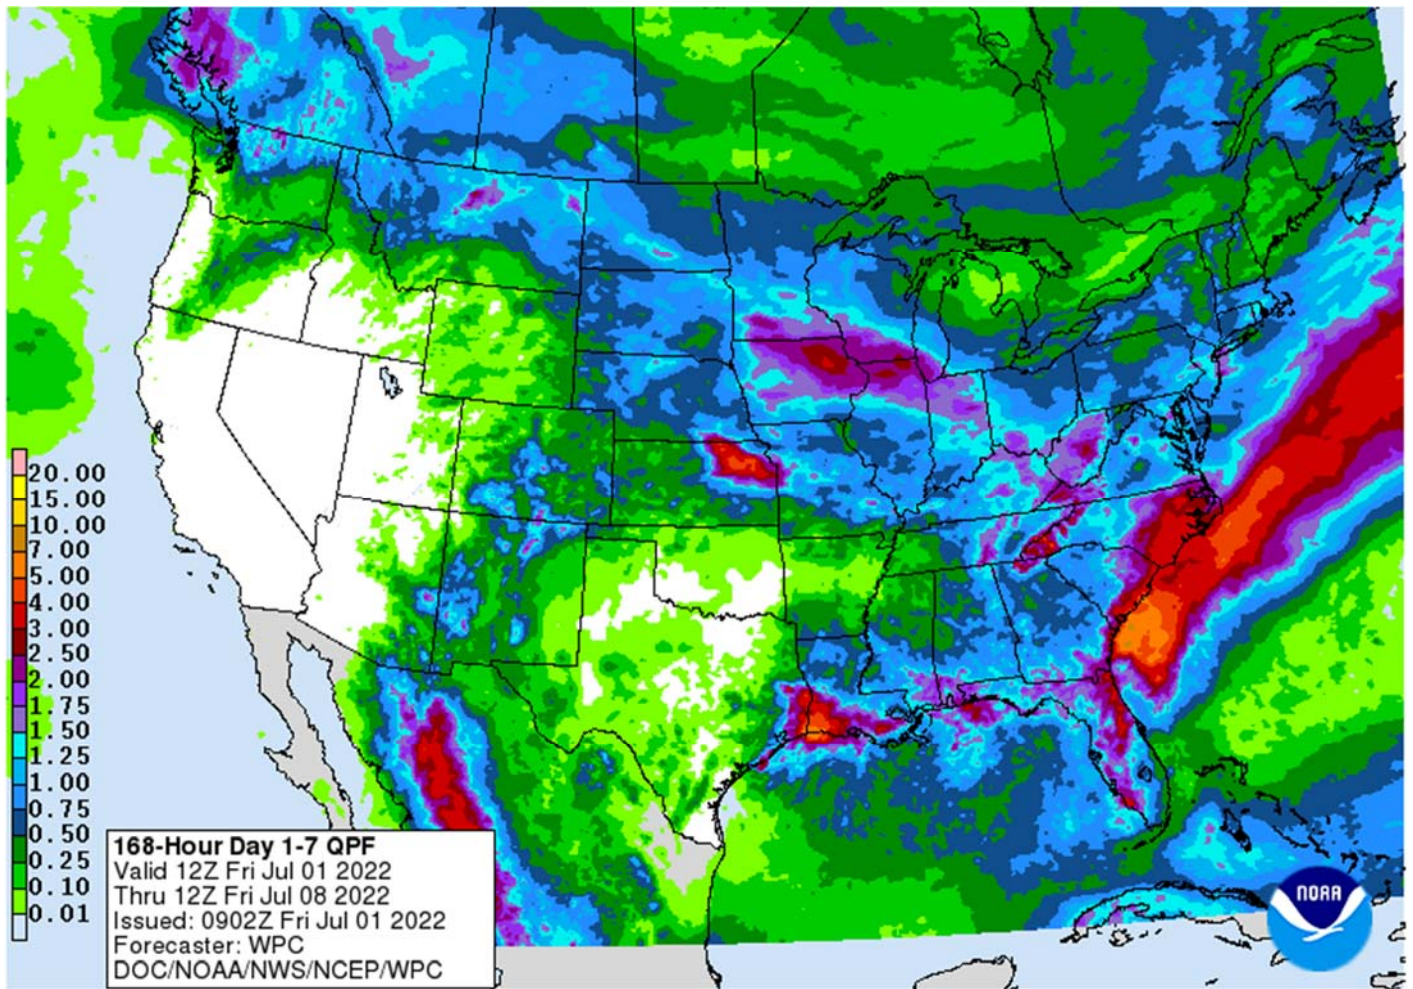 20.00
15.00
10.00
7.00
5.00
4.00
3.00
2.50
2.00
1.75
1.50
1.25
1.00
0.75
0.50
0.25
0.10
0.01
168-Hour Day 1-7 QPF
Valid 12Z Fri Jul 01 2022
Thru 12Z Fri Jul 08 2022
Issued: 0902Z Fri Jul 01 2022
Forecaster: WPC
DOC/NOAA/NWS/NCEP/WPC
NOAA